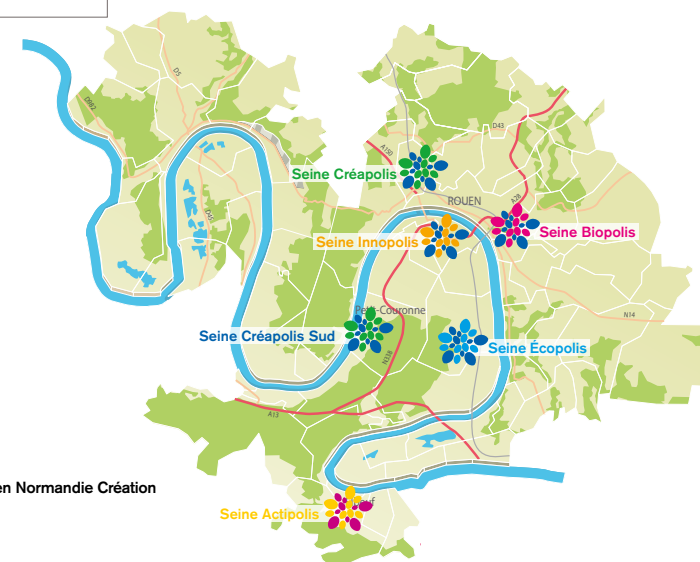 D5
D982
D43
A150
Seine Créapolis
ROUEN
A28
Seine Innopolis
Seine Biopolis
Petit-Couronne
N14
Seine Créapolis Sud
Seine Écopolis
N338
A13
en Normandie Création
Seine Actipolis